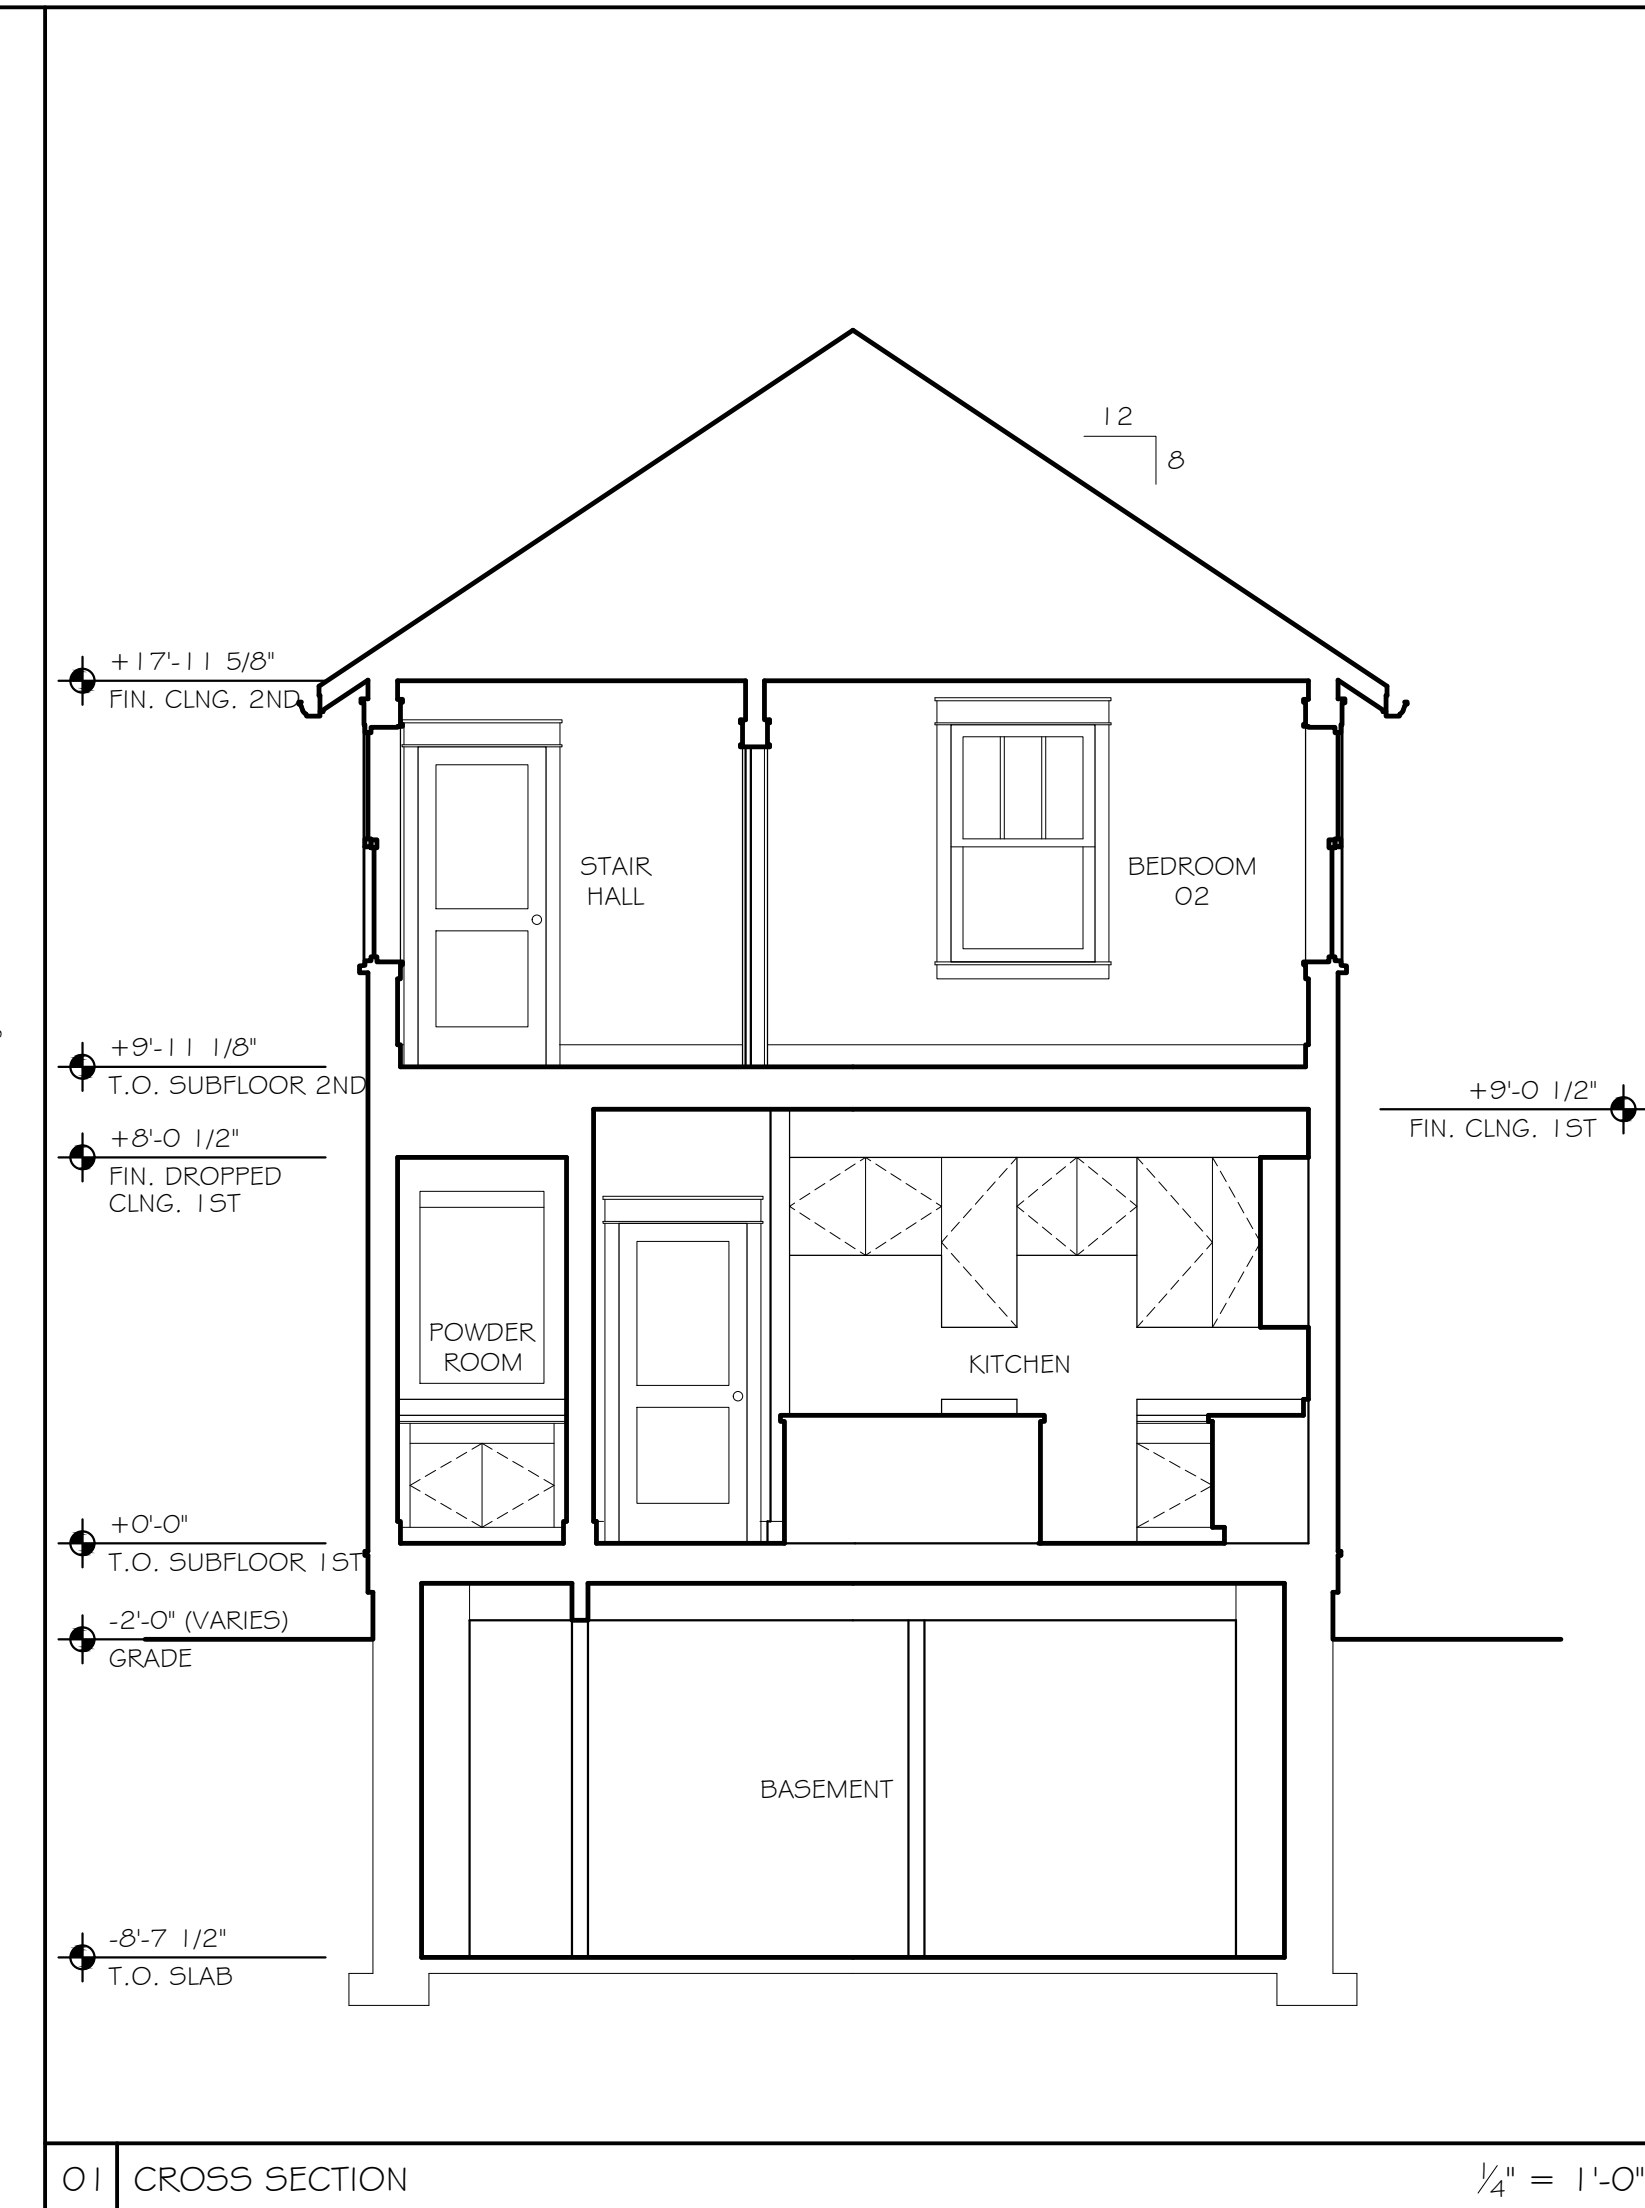 12
8
+17'-11 5/8"
FIN. CLNG. 2ND
STAIR
HALL
BEDROOM
02
+9'-11 1/8"
T.O. SUBFLOOR 2ND
+9'-0 1/2"
FIN. CLNG. 1ST
+8'-0 1/2"
FIN. DROPPED
CLNG. 1ST
POWDER
ROOM
KITCHEN
+0'-0"
T.O. SUBFLOOR 1ST
-2'-0" (VARIES)
GRADE
BASEMENT
-8'-7 1/2"
T.O. SLAB
01 CROSS SECTION
1/4" = 1'-0"